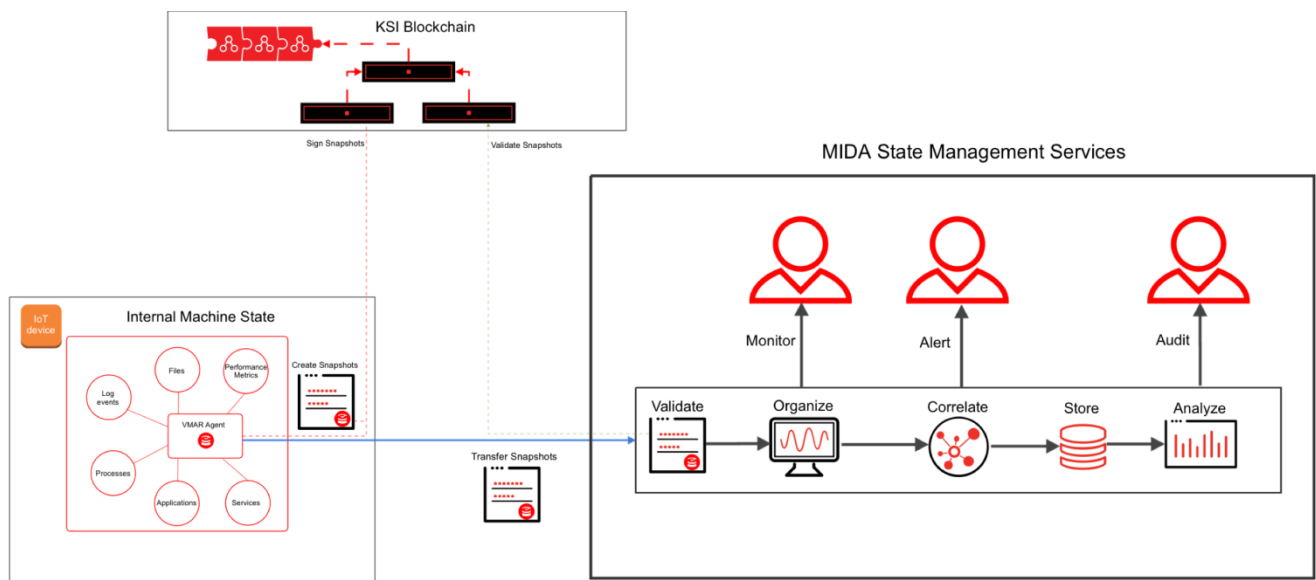 KSI Blockchain
Sign Snapshots
Validate Snapshots
MIDA State Management Services
IoT
device
Internal Machine State
Files
Performance
Metrics
Log
events
VMAR Agent
Processes
Applications
Services
Create Snapshots
Transfer Snapshots
Monitor
Alert
Audit
Validate
Organize
Correlate
Store
Analyze